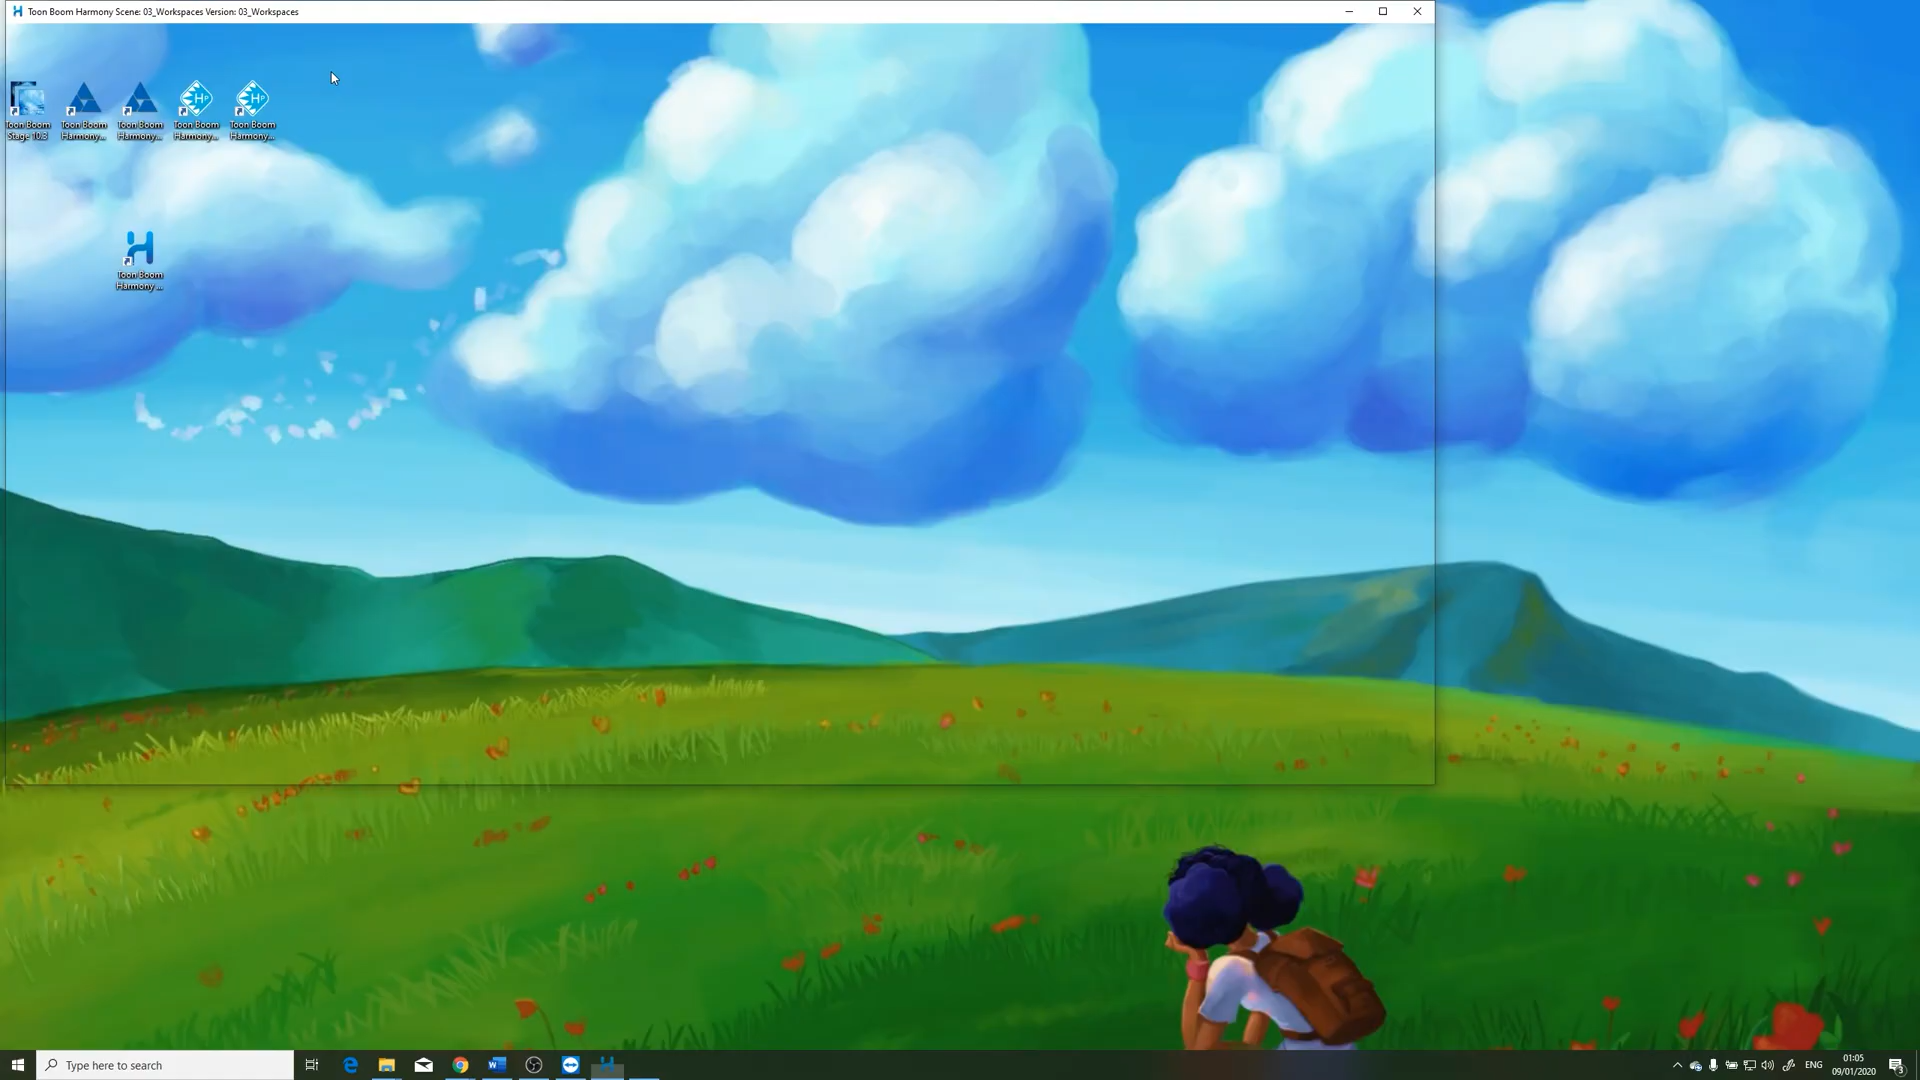 Toon Boom Harmony Scene: 03_Workspaces Version: 03_Workspaces
Toon Boom
Stage 10.3
Toon Boom
Harmony...
Toon Boom
Harmony...
Toon Boom
Harmony...
Toon Boom
Harmony...
Toon Boom
Harmony ...
Type here to search
ENG
01:05
09/01/2020
3